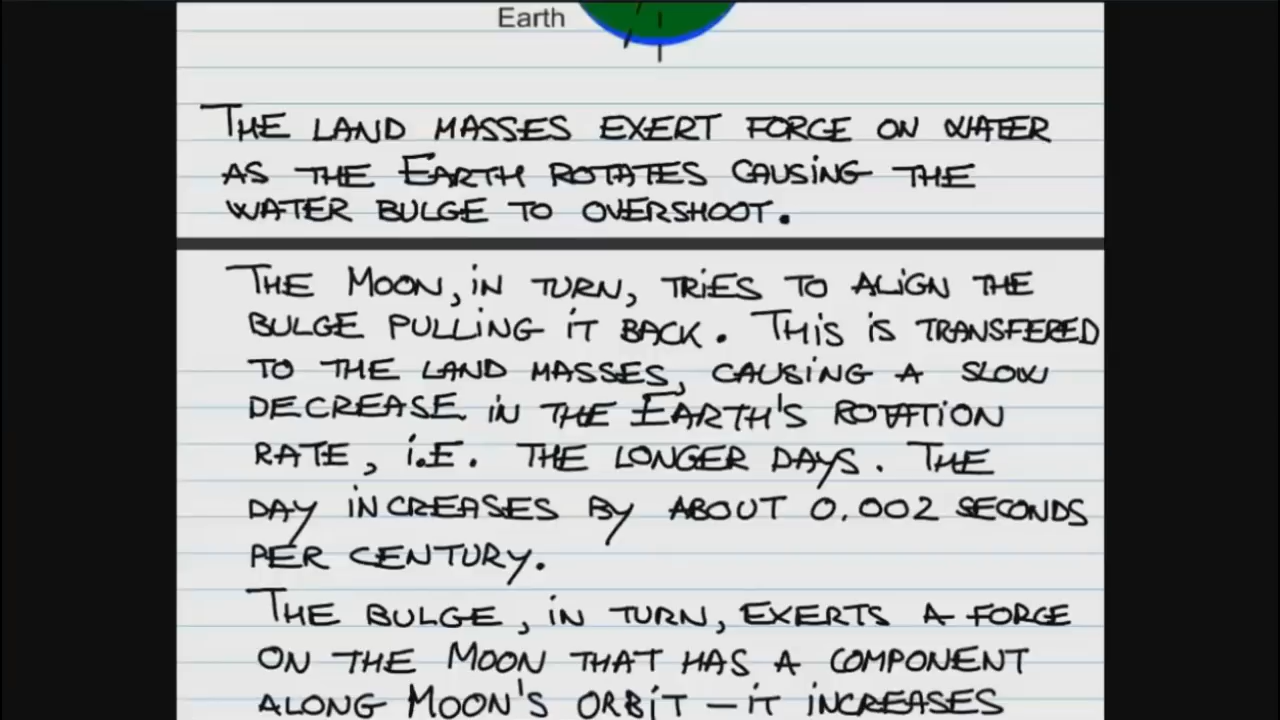 Earth
THE LAND MASSES EXERT FORCE ON WATER
AS THE EARTH ROTATES CAUSING THE
WATER BULGE TO OVERSHOOT.
THE MOON, IN TURN, TRIES TO ALIGN THE
BULGE PULLING IT BACK. THIS IS TRANSFERED
TO THE LAND MASSES, CAUSING A SLOW
DECREASE IN THE EARTH'S ROTATION
RATE, I.E. THE LONGER DAYS. THE
DAY INCREASES BY ABOUT 0.002 SECONDS
PER CENTURY.
THE BULGE, IN TURN, EXERTS A FORCE
ON THE MOON THAT HAS A COMPONENT
ALONG MOON'S ORBIT – IT INCREASES